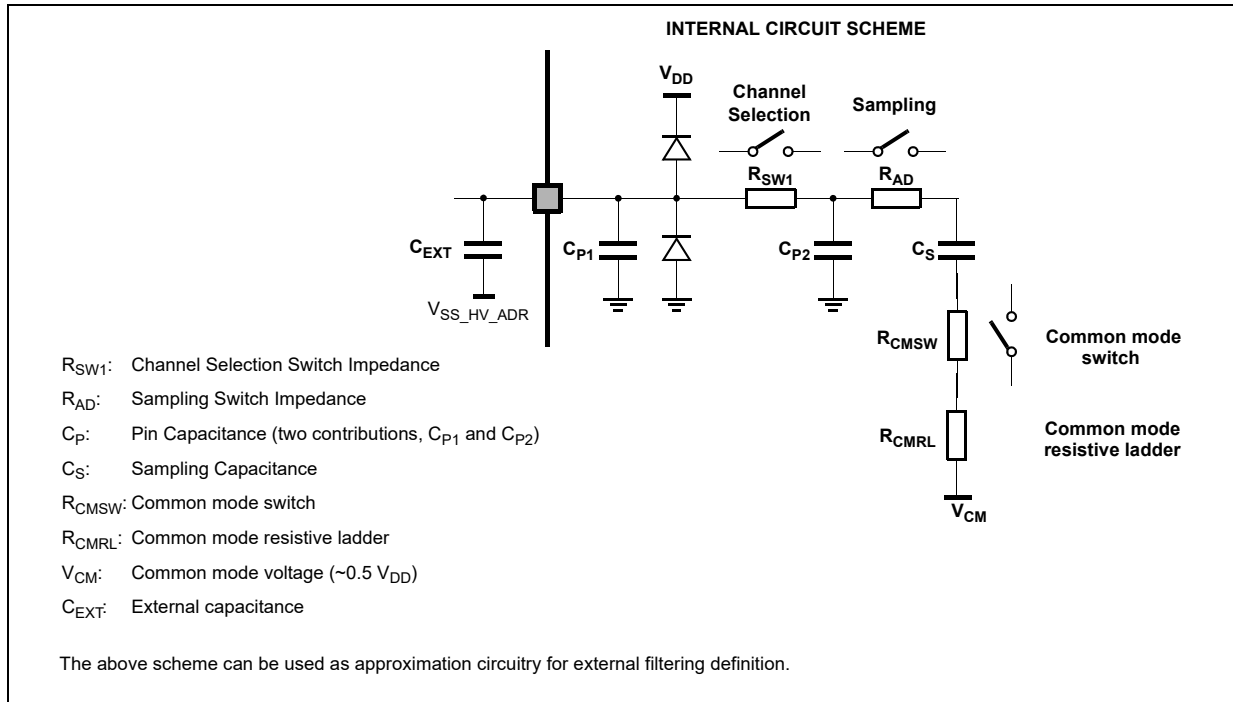 INTERNAL CIRCUIT SCHEME
VDD
Channel
Selection
Sampling
RSW1
RAD
CEXT
CP1
CP2
CS
VSS_HV_ADR
RCMSW
Common mode
switch
RCMRL
Common mode
resistive ladder
VCM
RSW1: Channel Selection Switch Impedance
RAD: Sampling Switch Impedance
CP: Pin Capacitance (two contributions, CP1 and CP2)
CS: Sampling Capacitance
RCMSW: Common mode switch
RCMRL: Common mode resistive ladder
VCM: Common mode voltage (~0.5 VDD)
CEXT: External capacitance
The above scheme can be used as approximation circuitry for external filtering definition.